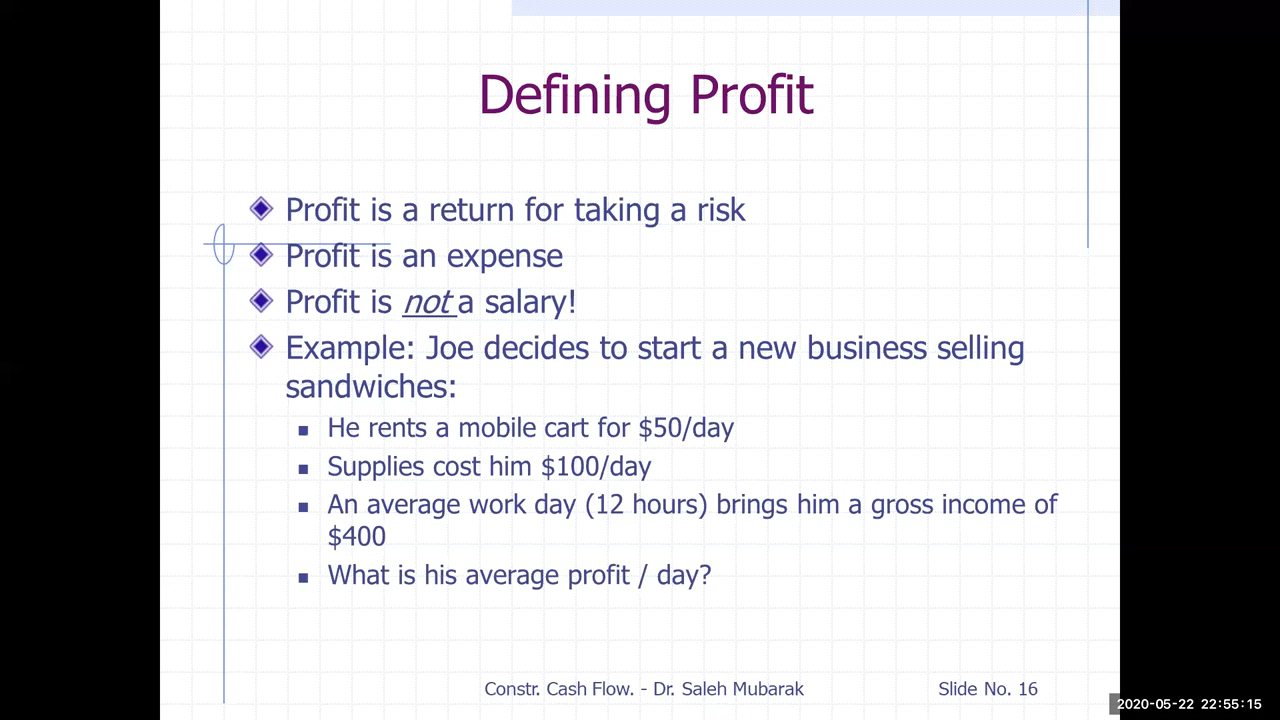 Defining Profit
Profit is a return for taking a risk
Profit is an expense
Profit is not a salary!
Example: Joe decides to start a new business selling
sandwiches:
He rents a mobile cart for $50/day
Supplies cost him $100/day
An average work day (12 hours) brings him a gross income of
$400
What is his average profit / day?
Constr. Cash Flow. - Dr. Saleh Mubarak
Slide No. 16
2020-05-22 22:55:15